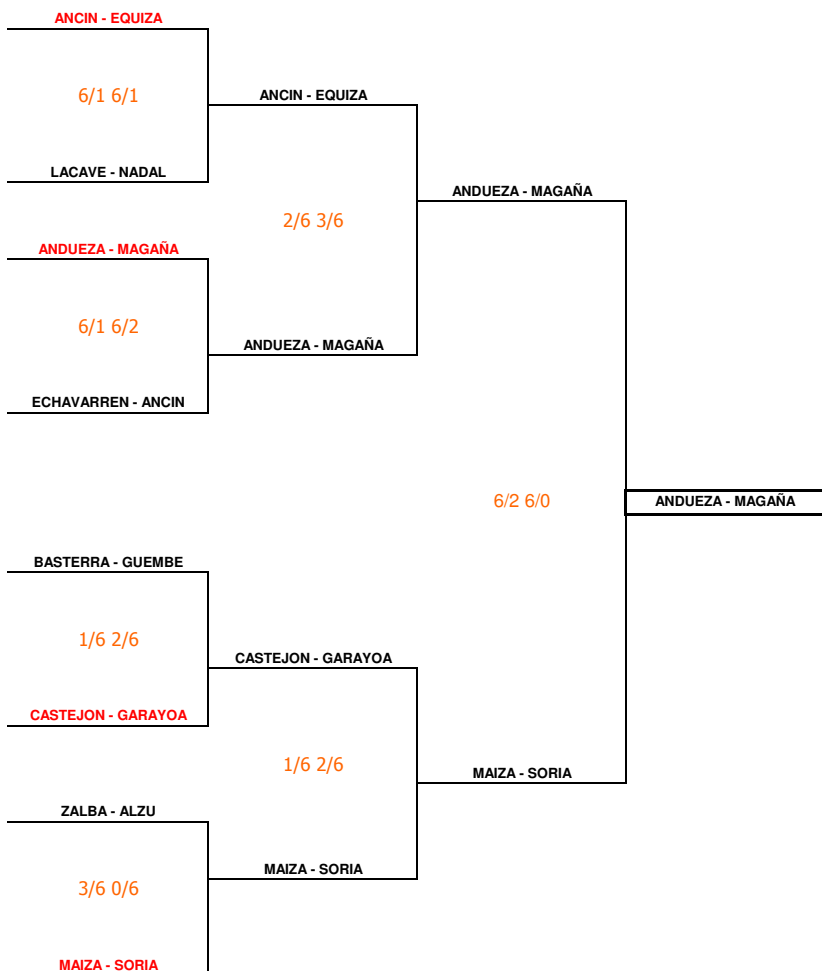 ANCIN - EQUIZA
6/1 6/1
ANCIN - EQUIZA
LACAVE - NADAL
ANDUEZA - MAGAÑA
2/6 3/6
ANDUEZA - MAGAÑA
6/1 6/2
ANDUEZA - MAGAÑA
ECHAVARREN - ANCIN
6/2 6/0
ANDUEZA - MAGAÑA
BASTERRA - GUEMBE
1/6 2/6
CASTEJON - GARAYOA
CASTEJON - GARAYOA
1/6 2/6
MAIZA - SORIA
ZALBA - ALZU
MAIZA - SORIA
3/6 0/6
MAIZA - SORIA